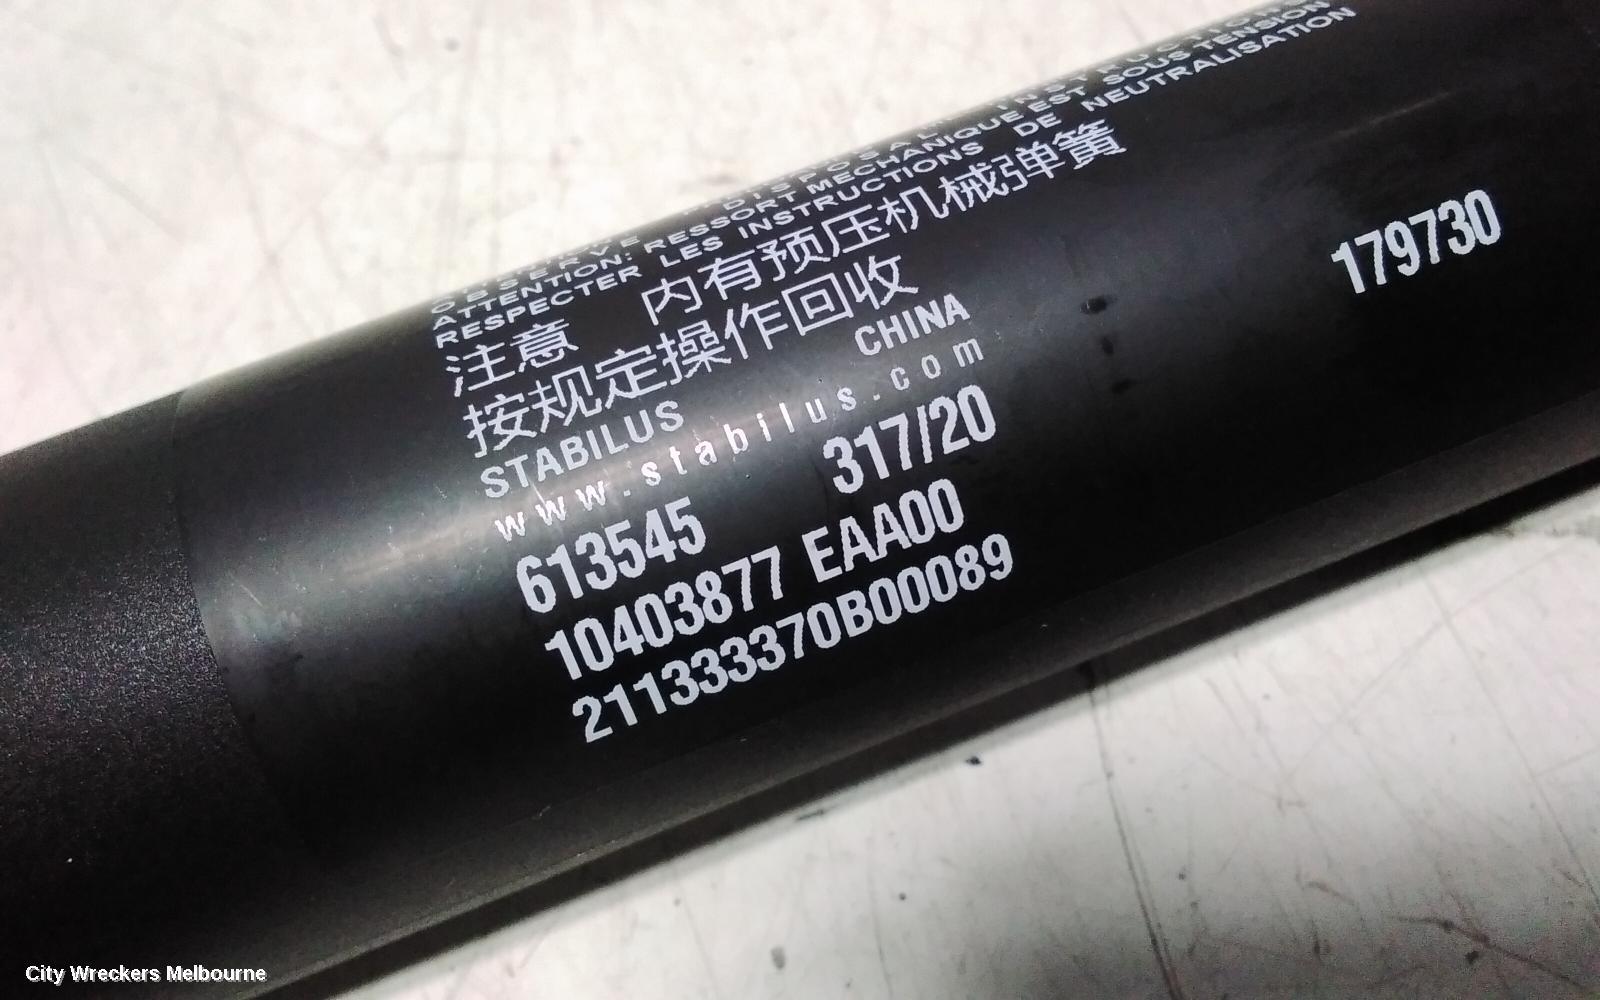 DISPOSAL INSTRUCTIONS
OBSERVE
ATTENTION: RESSORT MECHANIQUE EST SOUS TENSION
RESPECTER LES INSTRUCTIONS DE NEUTRALISATION
注意 内有预压机械弹簧
按规定操作回收
STABILUS CHINA
www.stabilus.com
613545 317/20
10403877 EAA00
211333370B00089
179730
City Wreckers Melbourne